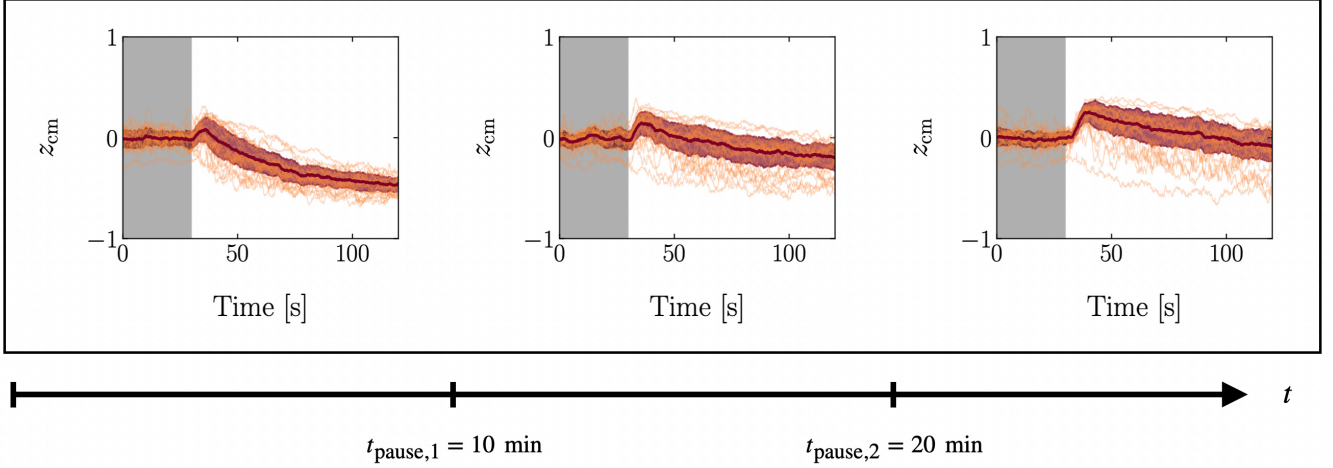 1 1 1
z_cm 0 z_cm 0 z_cm 0
−1 −1 −1
0 50 100 0 50 100 0 50 100
Time [s] Time [s] Time [s]
t
t_pause,1 = 10 min t_pause,2 = 20 min